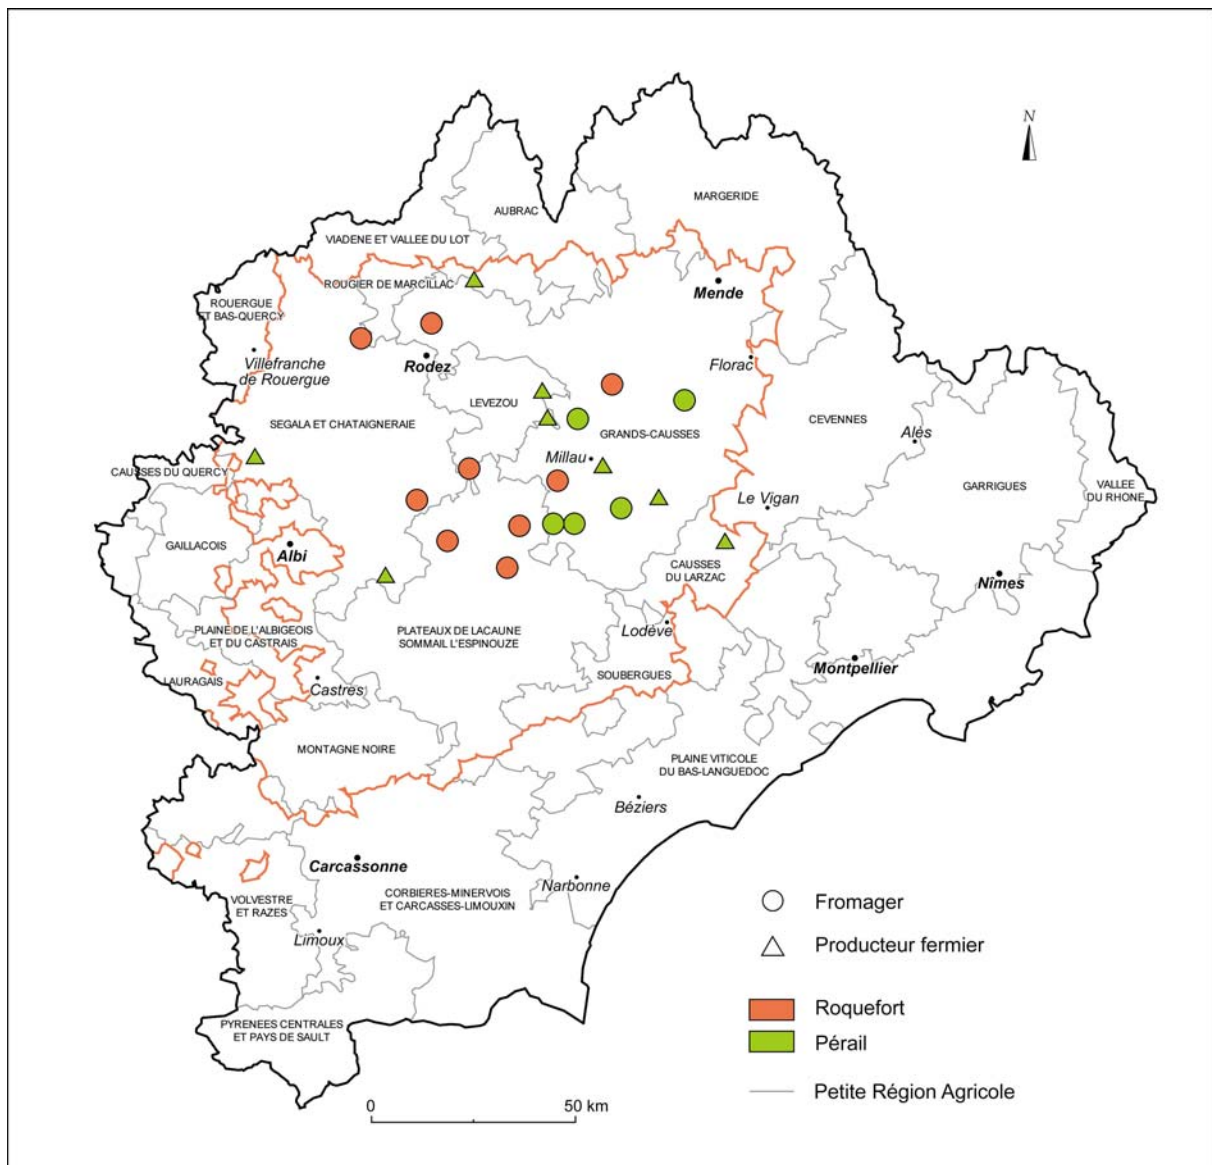 N
MARGERIDE
AUBRAC
VIADENE ET VALLEE DU LOT
ROUGIER DE MARCILLAC
Mende
ROUERGUE
ET BAS-QUERCY
Villefranche
de Rouergue
Rodez
Florac
LEVEZOU
SEGALA ET CHATAIGNERAIE
GRANDS-CAUSSES
CEVENNES
Alès
Millau
CAUSSES DU QUERCY
GARRIGUES
VALLEE
DU RHONE
Le Vigan
GAILLACOIS
Albi
CAUSSES
DU LARZAC
Nîmes
PLAINE DE L'ALBIGEOIS
ET DU CASTRAIS
PLATEAUX DE LACAUNE
SOMMAIL L'ESPINOUZE
Lodève
Montpellier
LAURAGAIS
Castres
SOUBERGUES
MONTAGNE NOIRE
PLAINE VITICOLE
DU BAS-LANGUEDOC
Béziers
Carcassonne
CORBIERES-MINERVOIS
ET CARCASSES-LIMOUXIN
Narbonne
VOLVESTRE
ET RAZES
Limoux
PYRENEES CENTRALES
ET PAYS DE SAULT
Fromager
Producteur fermier
Roquefort
Pérail
Petite Région Agricole
0 50 km